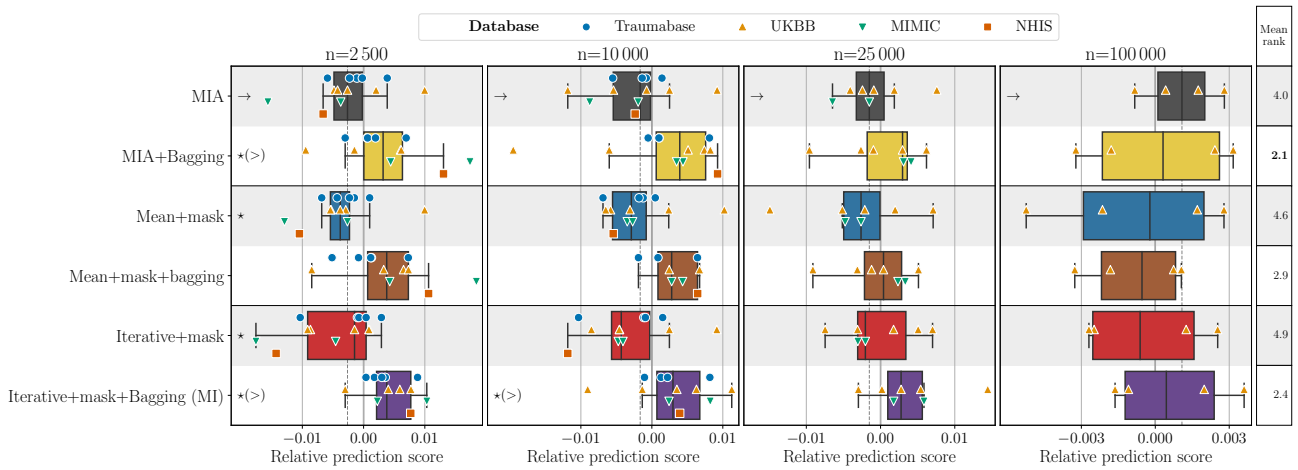 Database Traumabase UKBB MIMIC NHIS
n=2 500 n=10 000 n=25 000 n=100 000 Mean rank
MIA → → → → 4.0
MIA+Bagging ⋆(>) 2.1
Mean+mask ⋆ 4.6
Mean+mask+bagging 2.9
Iterative+mask ⋆ 4.9
Iterative+mask+Bagging (MI) ⋆(>) ⋆(>) 2.4
−0.01 0.00 0.01 −0.01 0.00 0.01 −0.01 0.00 0.01 −0.003 0.000 0.003
Relative prediction score Relative prediction score Relative prediction score Relative prediction score